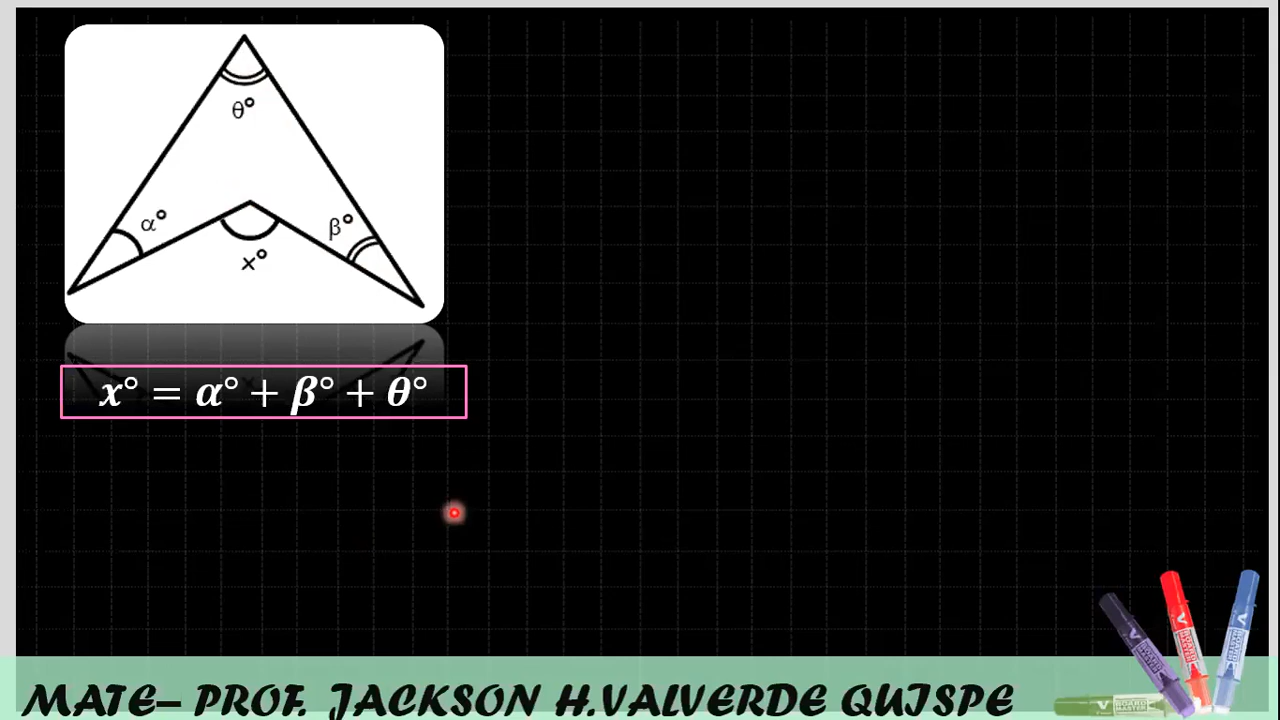 θ°
α°
β°
x°
x° = α° + β° + θ°
MATE– PROF. JACKSON H.VALVERDE QUISPE